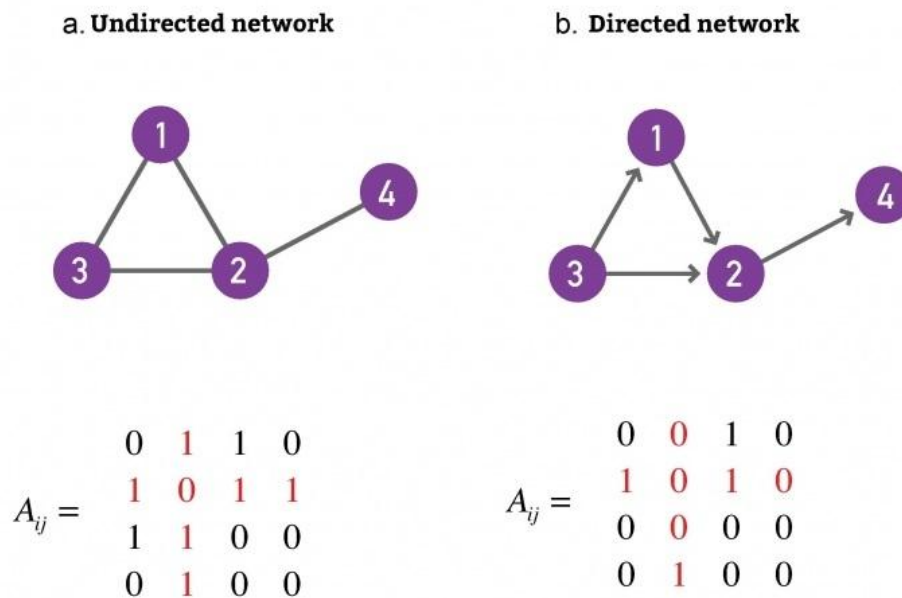 a. Undirected network
1
4
3 2
0 1 1 0
1 0 1 1
A_ij =
1 1 0 0
0 1 0 0
b. Directed network
1
4
3 2
0 0 1 0
1 0 1 0
A_ij =
0 0 0 0
0 1 0 0